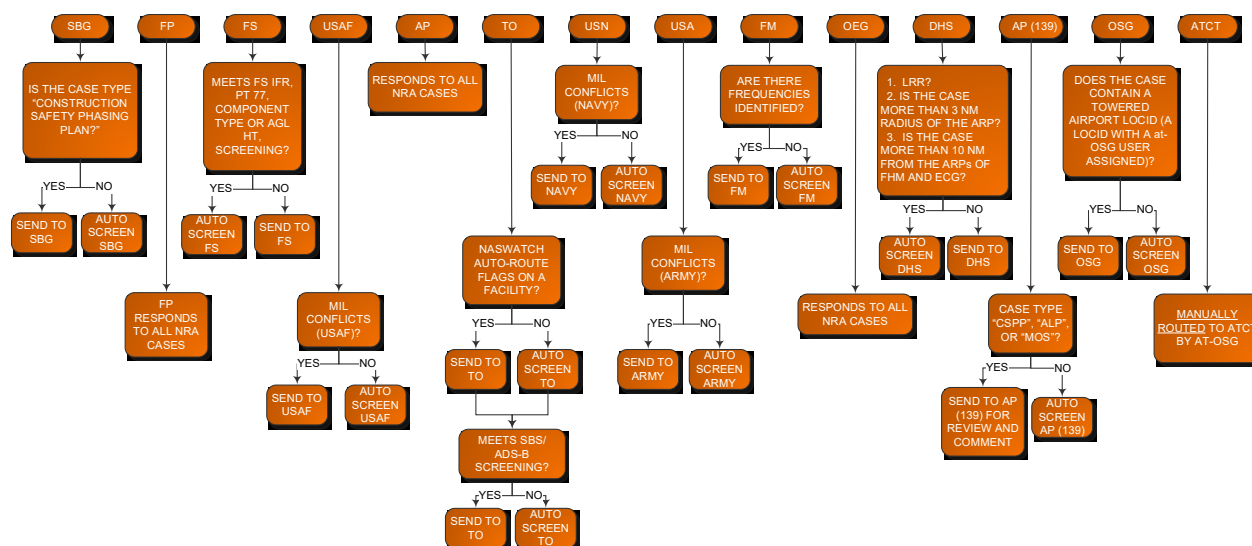 SBG
FP
FS
USAF
AP
TO
USN
USA
FM
OEG
DHS
AP (139)
OSG
ATCT
IS THE CASE TYPE
“CONSTRUCTION
SAFETY PHASING
PLAN?”
YES
NO
SEND TO
SBG
AUTO
SCREEN
SBG
FP
RESPONDS
TO ALL NRA
CASES
MEETS FS IFR,
PT 77,
COMPONENT
TYPE OR AGL
HT,
SCREENING?
YES
NO
AUTO
SCREEN
FS
SEND TO
FS
MIL
CONFLICTS
(USAF)?
YES
NO
SEND TO
USAF
AUTO
SCREEN
USAF
RESPONDS TO ALL
NRA CASES
NASWATCH
AUTO-ROUTE
FLAGS ON A
FACILITY?
YES
NO
SEND TO
TO
AUTO
SCREEN
TO
MEETS SBS/
ADS-B
SCREENING?
YES
NO
SEND TO
TO
AUTO
SCREEN
TO
MIL
CONFLICTS
(NAVY)?
YES
NO
SEND TO
NAVY
AUTO
SCREEN
NAVY
MIL
CONFLICTS
(ARMY)?
YES
NO
SEND TO
ARMY
AUTO
SCREEN
ARMY
ARE THERE
FREQUENCIES
IDENTIFIED?
YES
NO
SEND TO
FM
AUTO
SCREEN
FM
RESPONDS TO ALL
NRA CASES
1. LRR?
2. IS THE CASE
MORE THAN 3 NM
RADIUS OF THE ARP?
3. IS THE CASE
MORE THAN 10 NM
FROM THE ARPs OF
FHM AND ECG?
YES
NO
AUTO
SCREEN
DHS
SEND TO
DHS
CASE TYPE
“CSPP”, “ALP”,
OR “MOS”?
YES
NO
SEND TO AP
(139) FOR
REVIEW AND
COMMENT
AUTO
SCREEN
AP (139)
DOES THE CASE
CONTAIN A
TOWERED
AIRPORT LOCID (A
LOCID WITH A at-
OSG USER
ASSIGNED)?
YES
NO
SEND TO
OSG
AUTO
SCREEN
OSG
MANUALLY
ROUTED TO ATCT
BY AT-OSG